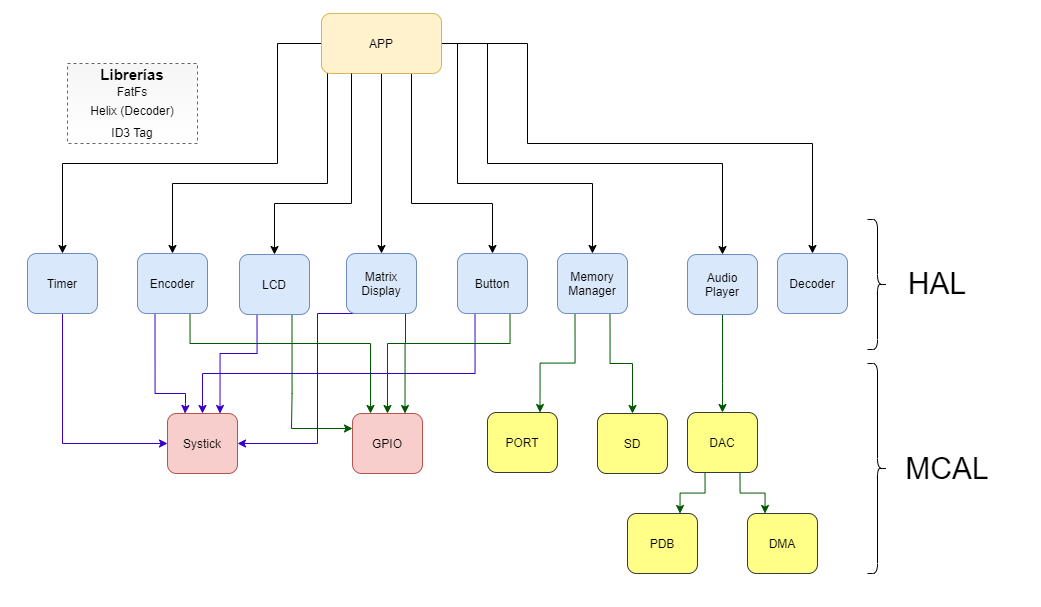 APP
Librerías
FatFs
Helix (Decoder)
ID3 Tag
Timer
Encoder
LCD
Matrix
Display
Button
Memory
Manager
Audio
Player
Decoder
HAL
Systick
GPIO
PORT
SD
DAC
MCAL
PDB
DMA